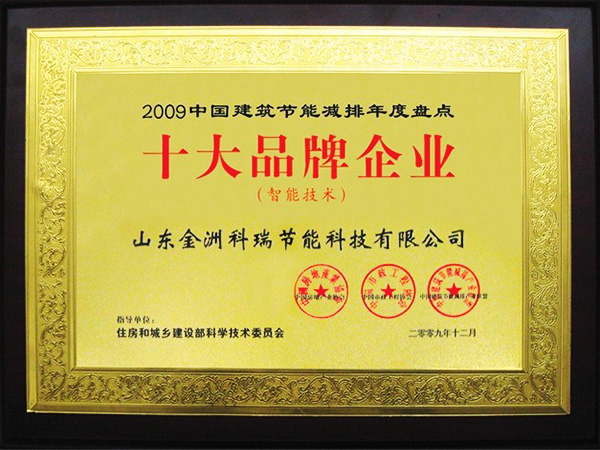 2009中国建筑节能减排年度盘点
十大品牌企业
（智能技术）
山东金洲科瑞节能科技有限公司
指导单位：
住房和城乡建设部科学技术委员会
二零零九年十二月